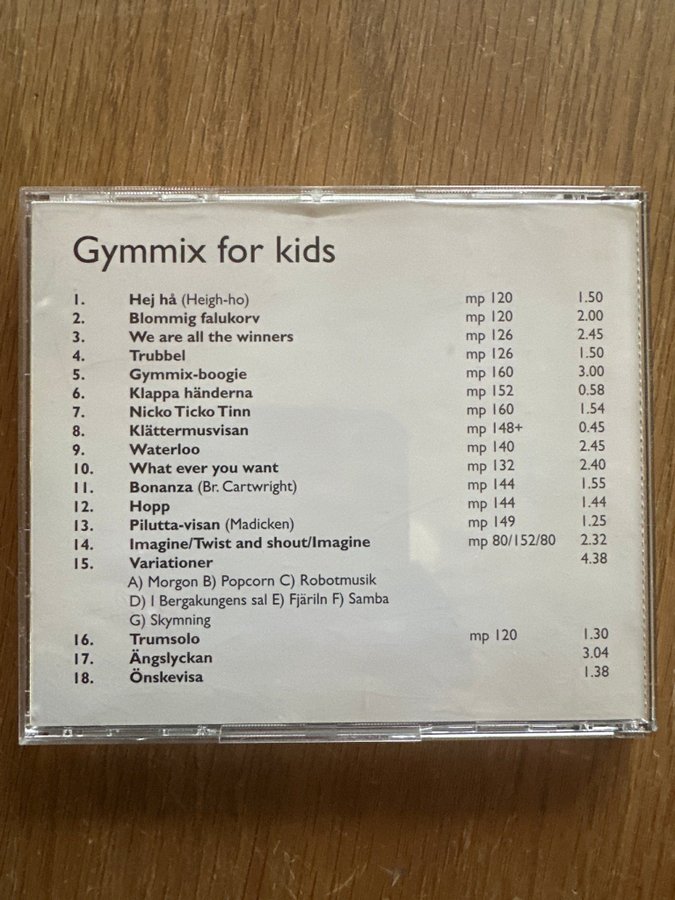 Gymmix for kids
1. Hej hå (Heigh-ho) mp 120 1.50
2. Blommig falukorv mp 120 2.00
3. We are all the winners mp 126 2.45
4. Trubbel mp 126 1.50
5. Gymmix-boogie mp 160 3.00
6. Klappa händerna mp 152 0.58
7. Nicko Ticko Tinn mp 160 1.54
8. Klättermusvisan mp 148+ 0.45
9. Waterloo mp 140 2.45
10. What ever you want mp 132 2.40
11. Bonanza (Br. Cartwright) mp 144 1.55
12. Hopp mp 144 1.44
13. Pilutta-visan (Madicken) mp 149 1.25
14. Imagine/Twist and shout/Imagine mp 80/152/80 2.32
15. Variationer 4.38
A) Morgon B) Popcorn C) Robotmusik
D) I Bergakungens sal E) Fjäriln F) Samba
G) Skymning
16. Trumsolo mp 120 1.30
17. Ängslyckan 3.04
18. Önskevisa 1.38